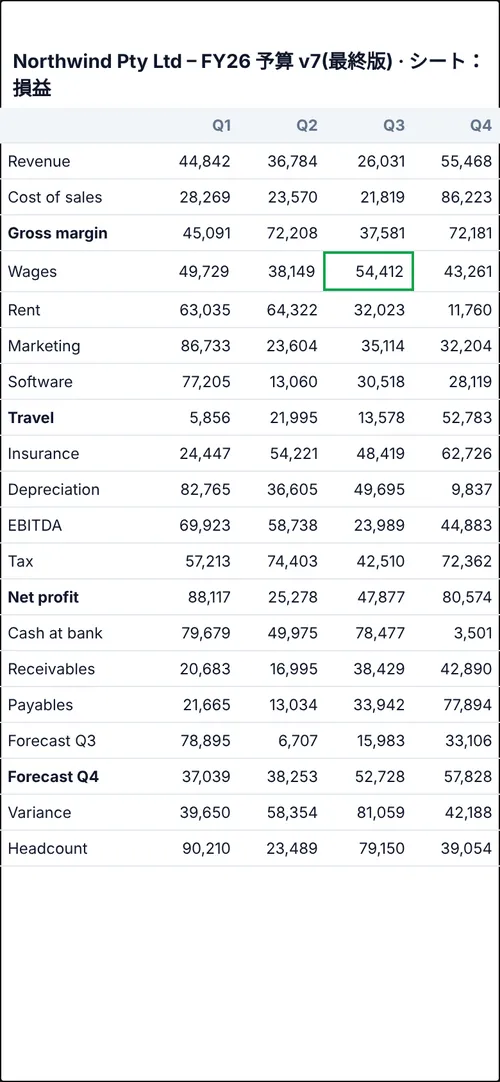 Northwind Pty Ltd – FY26 予算 v7(最終版) · シート：
損益
Q1 Q2 Q3 Q4
Revenue 44,842 36,784 26,031 55,468
Cost of sales 28,269 23,570 21,819 86,223
Gross margin 45,091 72,208 37,581 72,181
Wages 49,729 38,149 54,412 43,261
Rent 63,035 64,322 32,023 11,760
Marketing 86,733 23,604 35,114 32,204
Software 77,205 13,060 30,518 28,119
Travel 5,856 21,995 13,578 52,783
Insurance 24,447 54,221 48,419 62,726
Depreciation 82,765 36,605 49,695 9,837
EBITDA 69,923 58,738 23,989 44,883
Tax 57,213 74,403 42,510 72,362
Net profit 88,117 25,278 47,877 80,574
Cash at bank 79,679 49,975 78,477 3,501
Receivables 20,683 16,995 38,429 42,890
Payables 21,665 13,034 33,942 77,894
Forecast Q3 78,895 6,707 15,983 33,106
Forecast Q4 37,039 38,253 52,728 57,828
Variance 39,650 58,354 81,059 42,188
Headcount 90,210 23,489 79,150 39,054